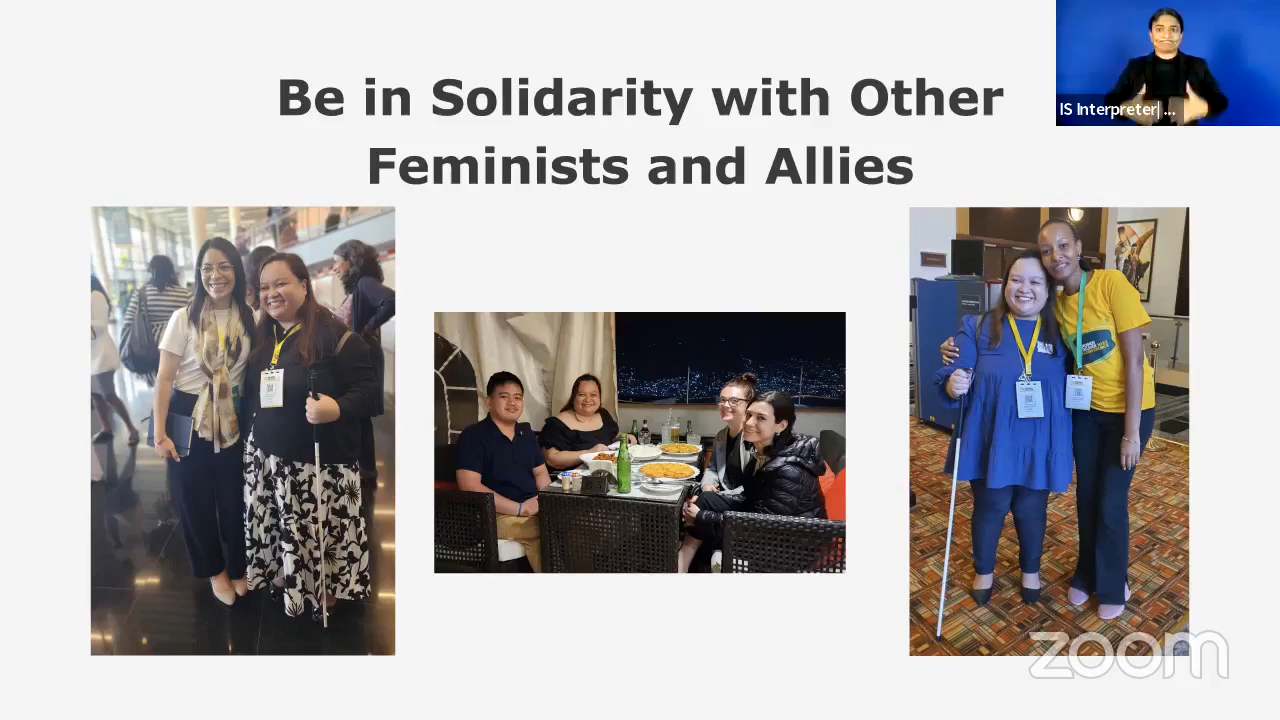 Be in Solidarity with Other
Feminists and Allies
IS Interpreter| ...
zoom